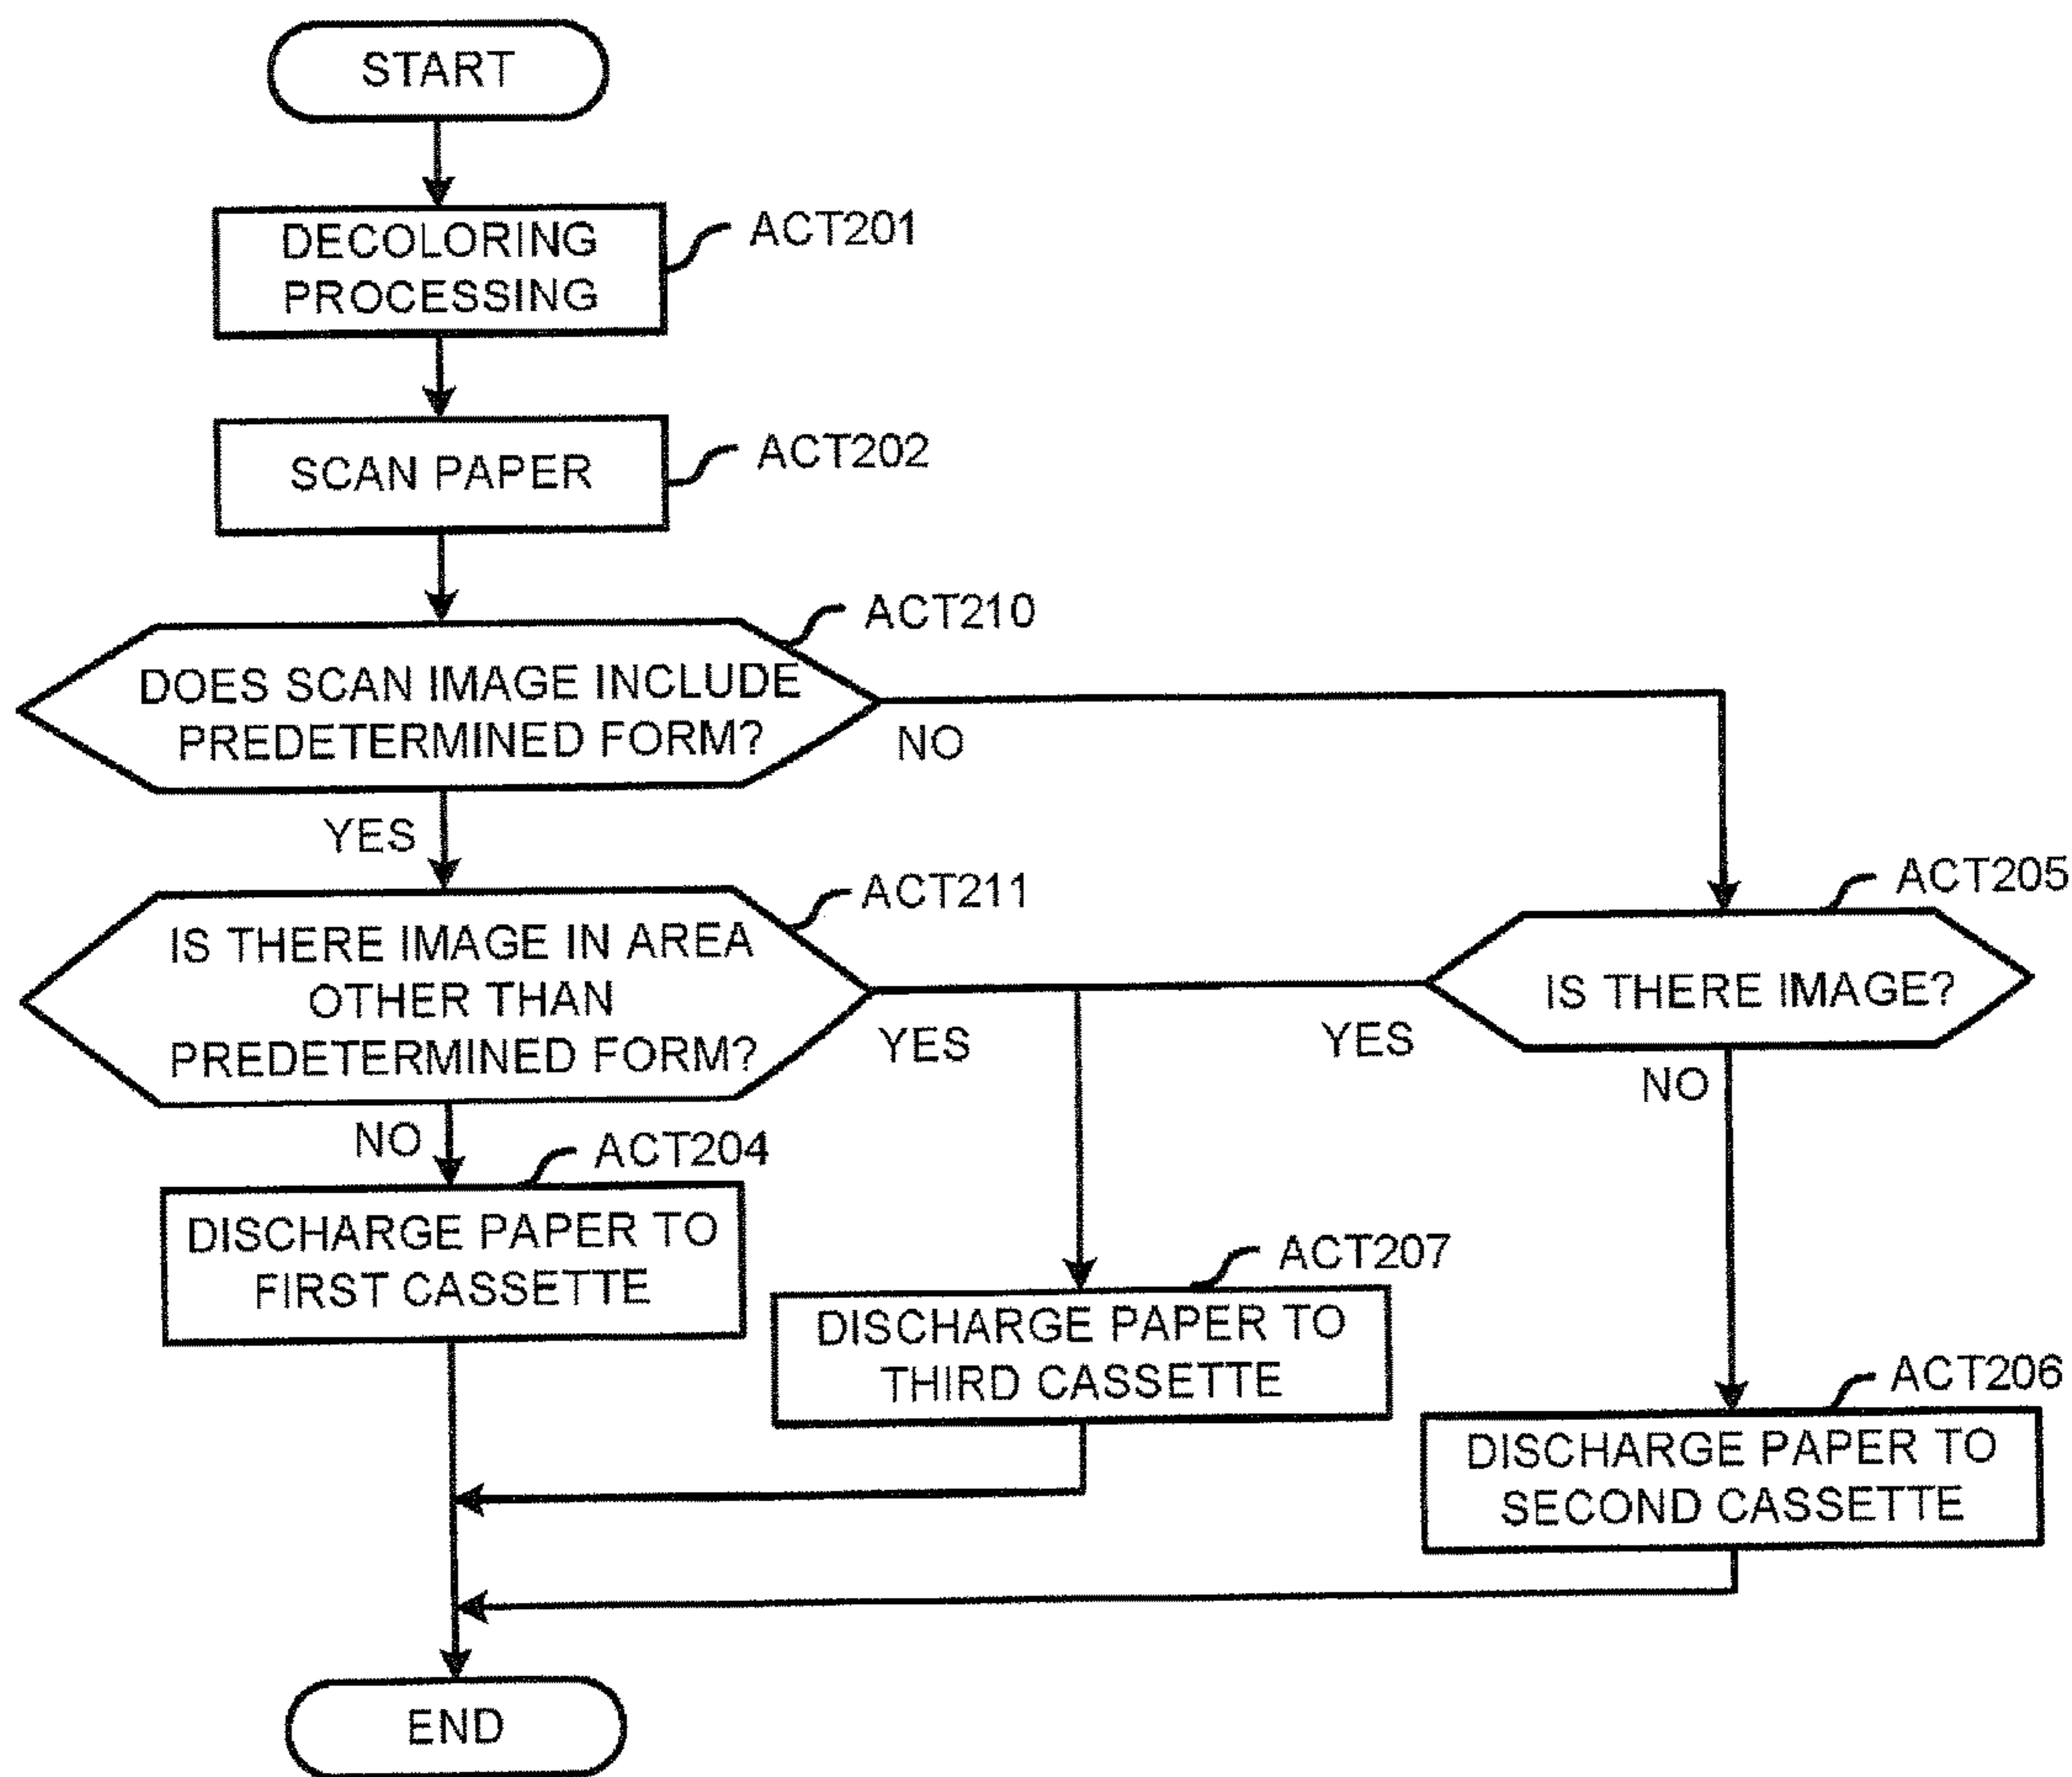 START
DECOLORING
PROCESSING
ACT201
SCAN PAPER
ACT202
ACT210
DOES SCAN IMAGE INCLUDE
PREDETERMINED FORM?
NO
YES
ACT211
IS THERE IMAGE IN AREA
OTHER THAN
PREDETERMINED FORM?
YES
NO
ACT205
IS THERE IMAGE?
YES
NO
ACT204
DISCHARGE PAPER TO
FIRST CASSETTE
ACT207
DISCHARGE PAPER TO
THIRD CASSETTE
ACT206
DISCHARGE PAPER TO
SECOND CASSETTE
END